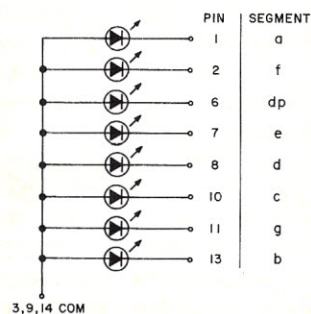 PIN SEGMENT
1 a
2 f
6 dp
7 e
8 d
10 c
11 g
13 b
3,9,14 COM